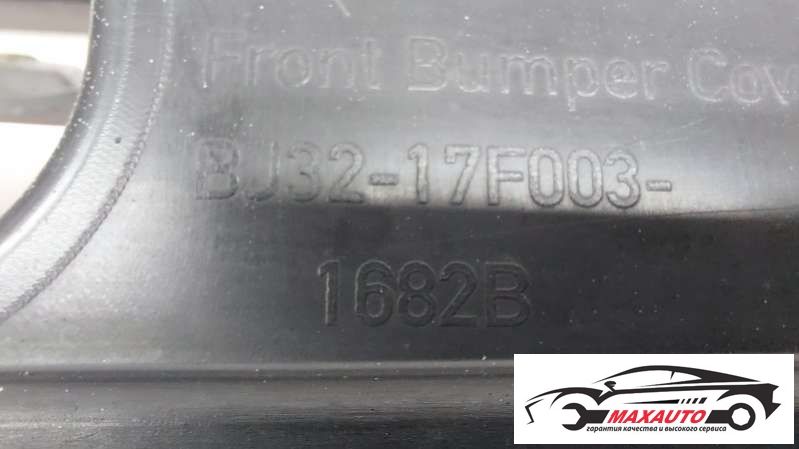 Front Bumper Cov
BJ32-17F003-
1682B
MAXAUTO
гарантия качества и высокого сервиса